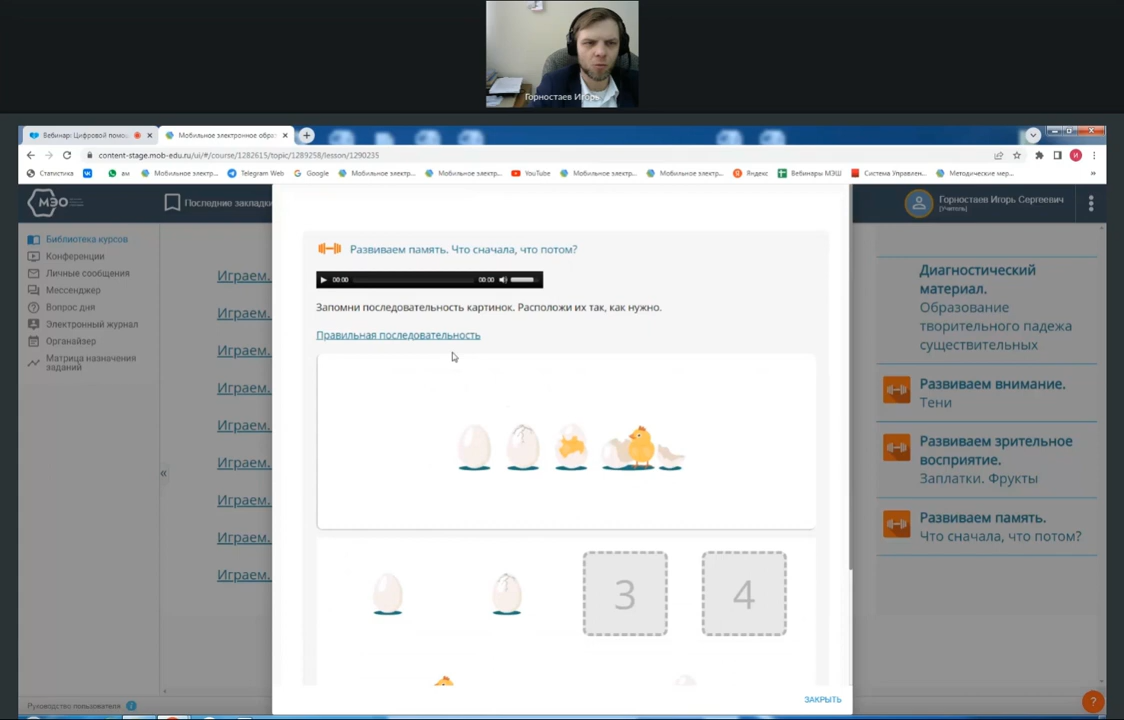 Горностаев Игорь
Вебинар: Цифровой помо
Мобильное электронное обра
content-stage.mob-edu.ru/ui/#/course/1282615/topic/1289258/lesson/1290235
Статистика
ам
Мобильное электр...
Telegram Web
Google
Мобильное электр...
Мобильное электр...
YouTube
Мобильное электр...
Мобильное электр...
Яндекс
Вебинары МЭШ
Система Управлен...
Методические мер...
»
МЭО
Последние закладк
Горностаев Игорь Сергеевич
[Учитель]
Библиотека курсов
Конференции
Личные сообщения
Мессенджер
Вопрос дня
Электронный журнал
Органайзер
Матрица назначения
заданий
«
Играем.
Играем.
Играем.
Играем.
Играем.
Играем.
Играем.
Играем.
Играем.
Развиваем память. Что сначала, что потом?
00:00
00:00
Запомни последовательность картинок. Расположи их так, как нужно.
Правильная последовательность
3
4
ЗАКРЫТЬ
Диагностический
материал.
Образование
творительного падежа
существительных
Развиваем внимание.
Тени
Развиваем зрительное
восприятие.
Заплатки. Фрукты
Развиваем память.
Что сначала, что потом?
Руководство пользователя
i
?